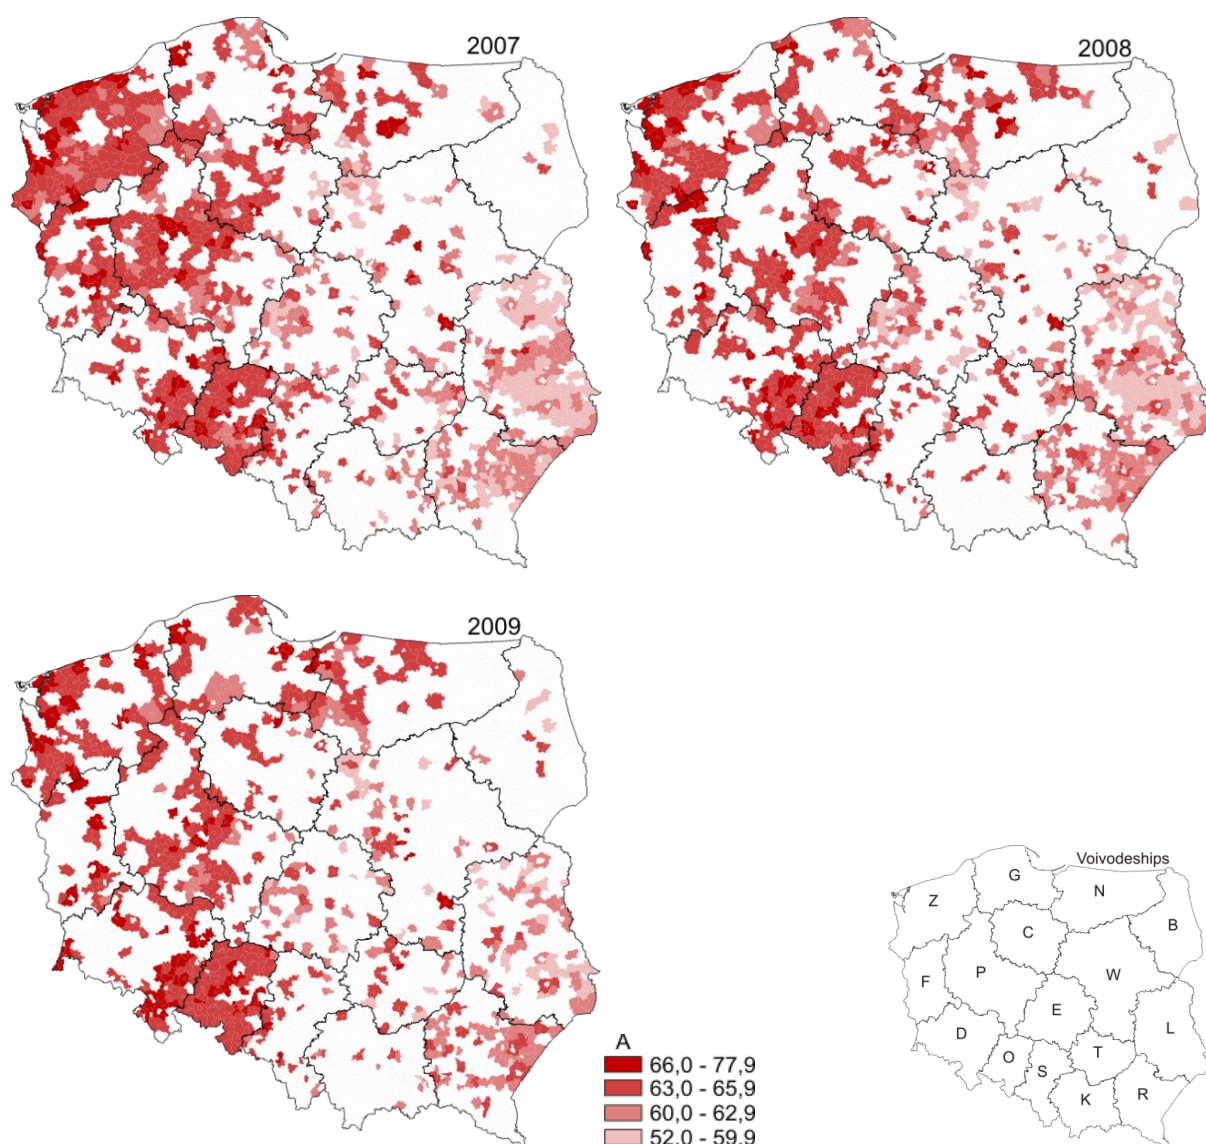 2007
2008
2009
Voivodeships
G
N
Z
B
C
P
W
F
E
L
D
T
O
S
K
R
A
66,0 - 77,9
63,0 - 65,9
60,0 - 62,9
52,0 - 59,9